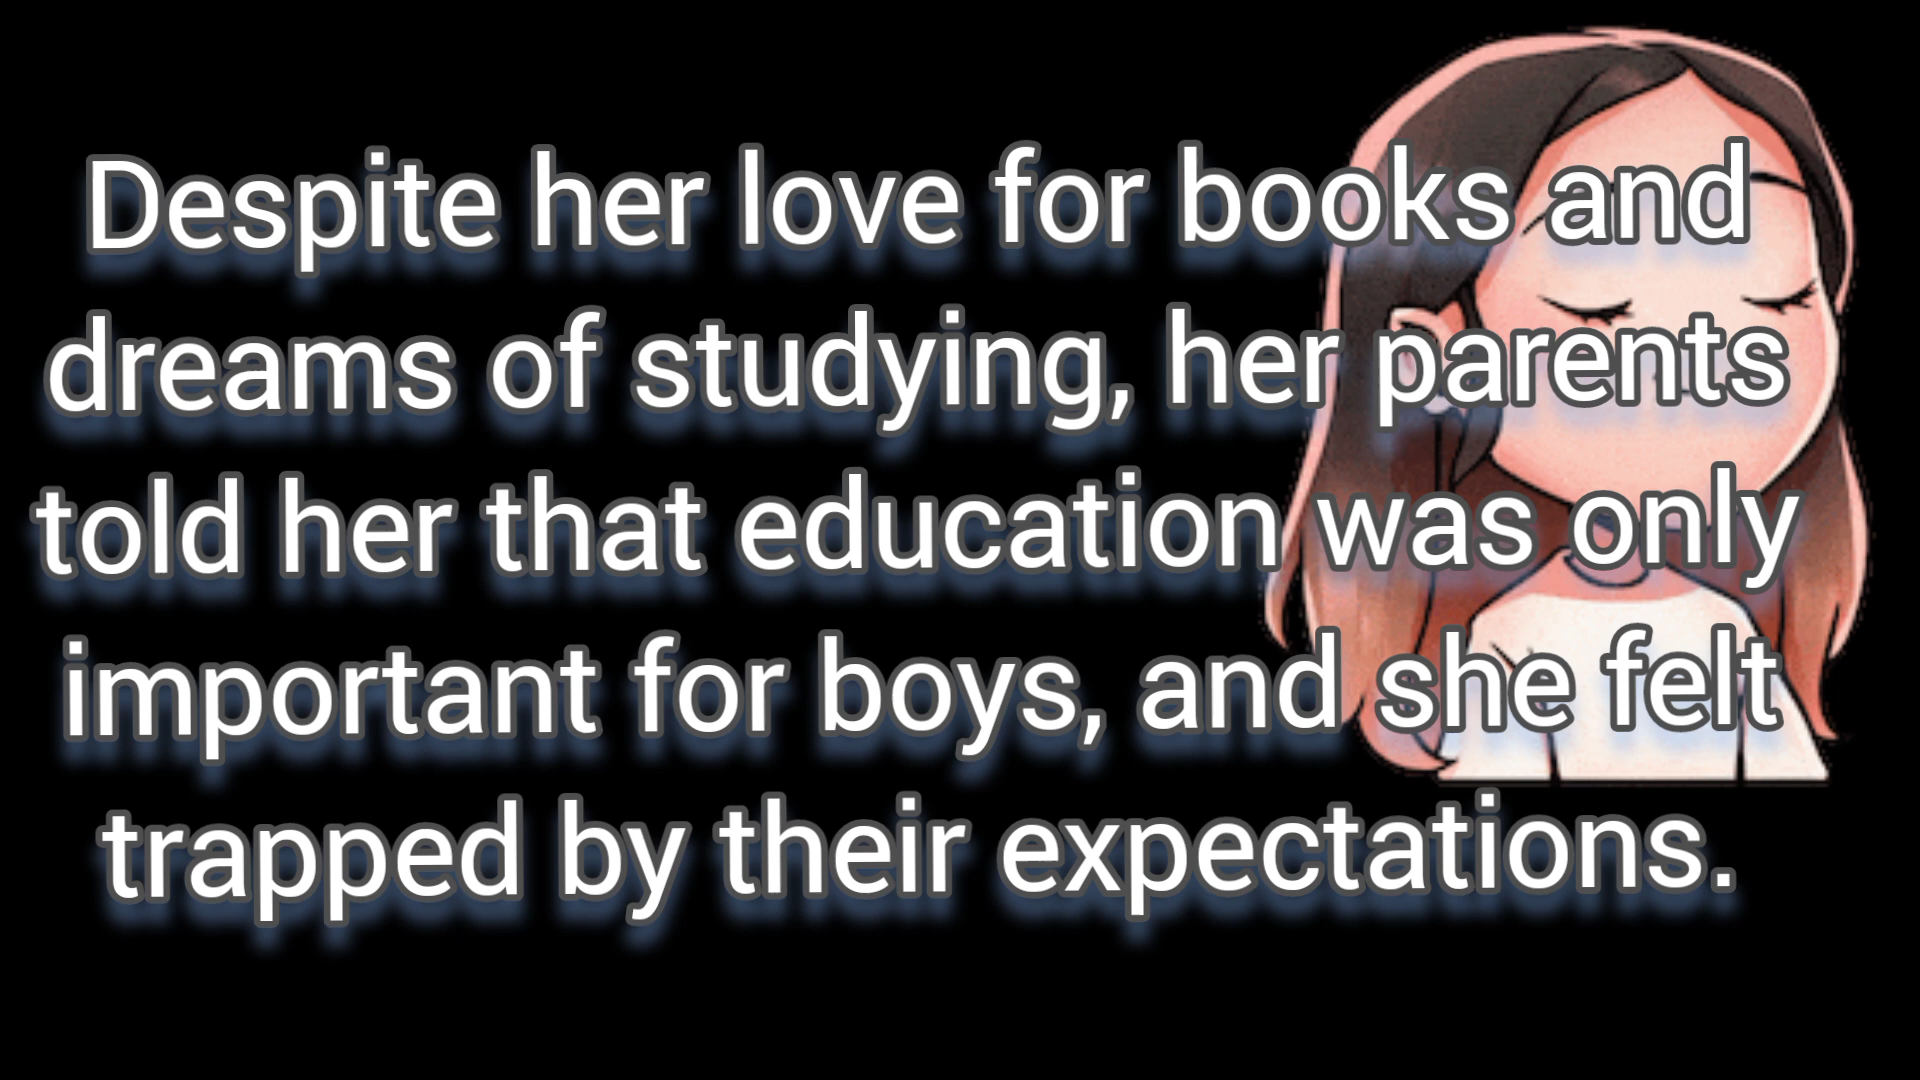 Despite her love for books and
dreams of studying, her parents
told her that education was only
important for boys, and she felt
trapped by their expectations.